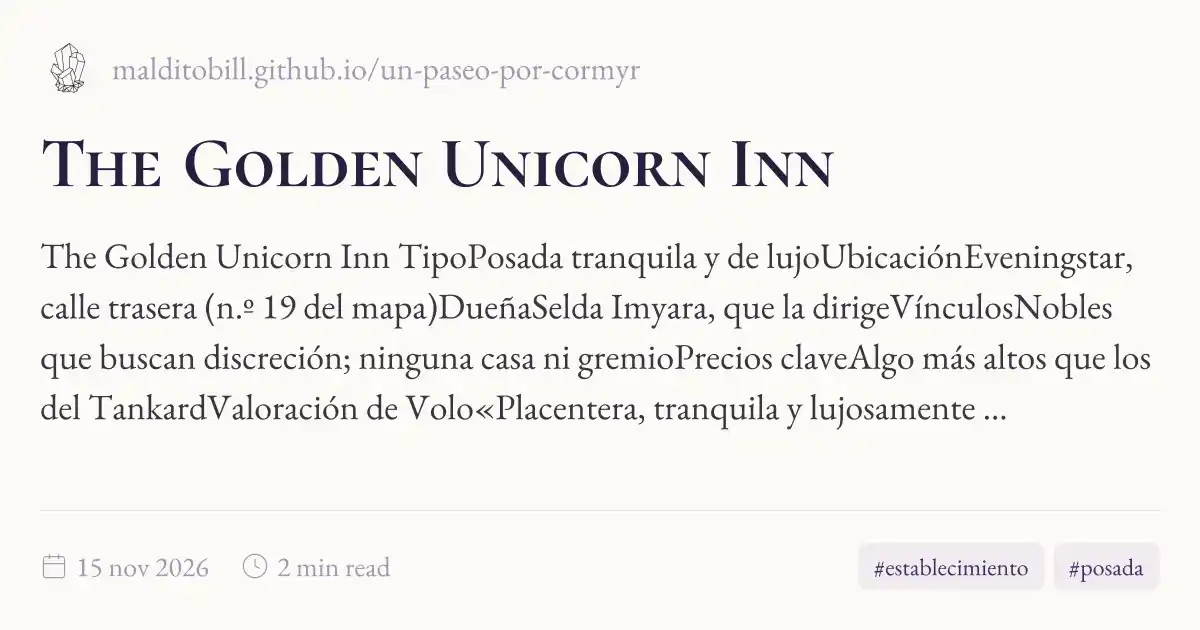 malditobill.github.io/un-paseo-por-cormyr
The Golden Unicorn Inn
The Golden Unicorn Inn TipoPosada tranquila y de lujoUbicaciónEveningstar,
calle trasera (n.º 19 del mapa)DueñaSelda Imyara, que la dirigeVínculosNobles
que buscan discreción; ninguna casa ni gremioPrecios claveAlgo más altos que los
del TankardValoración de Volo«Placentera, tranquila y lujosamente ...
15 nov 2026
2 min read
#establecimiento
#posada